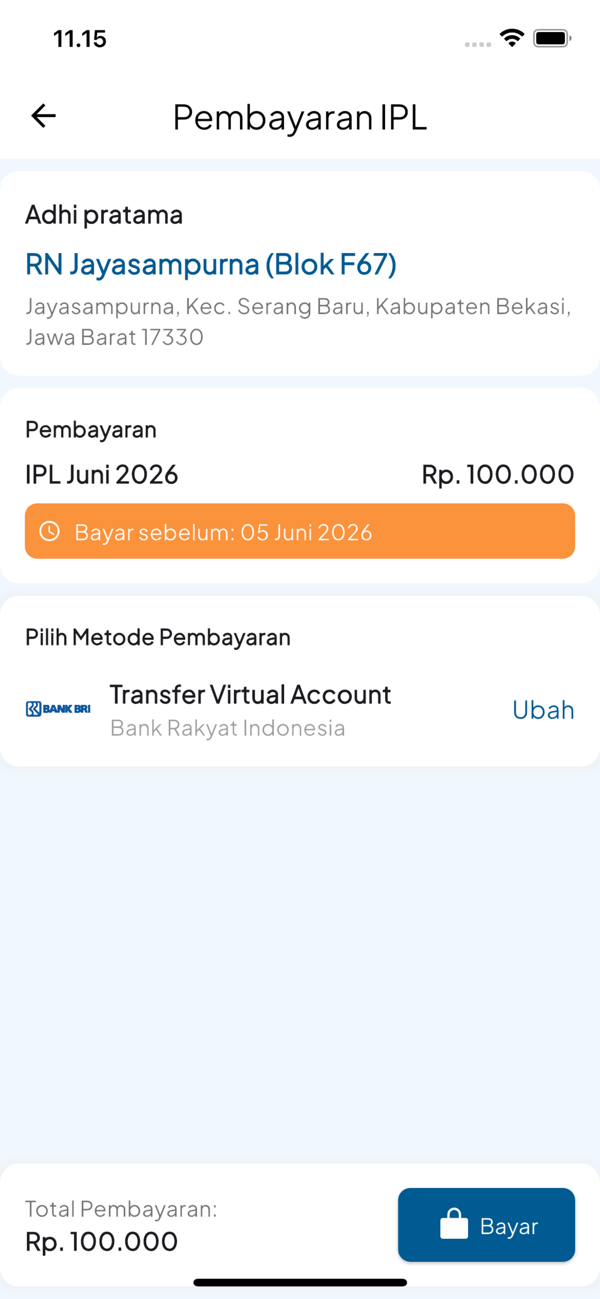 11.15
Pembayaran IPL
Adhi pratama
RN Jayasampurna (Blok F67)
Jayasampurna, Kec. Serang Baru, Kabupaten Bekasi,
Jawa Barat 17330
Pembayaran
IPL Juni 2026 Rp. 100.000
Bayar sebelum: 05 Juni 2026
Pilih Metode Pembayaran
BANK BRI
Transfer Virtual Account
Bank Rakyat Indonesia
Ubah
Total Pembayaran:
Rp. 100.000
Bayar